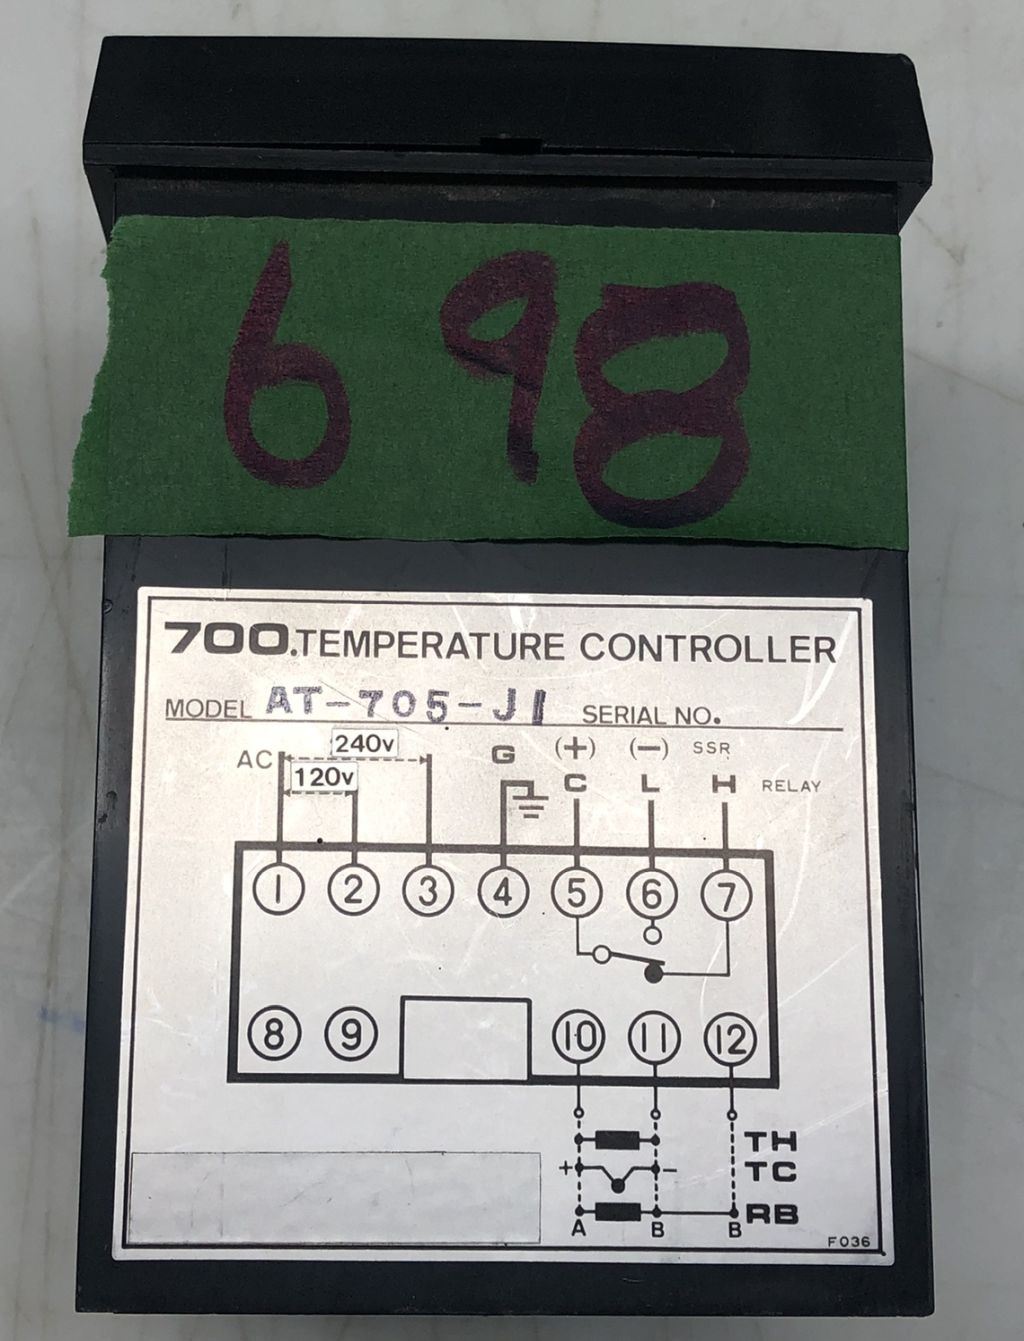 698
700.TEMPERATURE CONTROLLER
MODEL AT-705-J1 SERIAL NO.
AC 240v G (+) (−) SSR
120v C L H RELAY
1 2 3 4 5 6 7
8 9 10 11 12
TH
+ − TC
A B B RB
F036